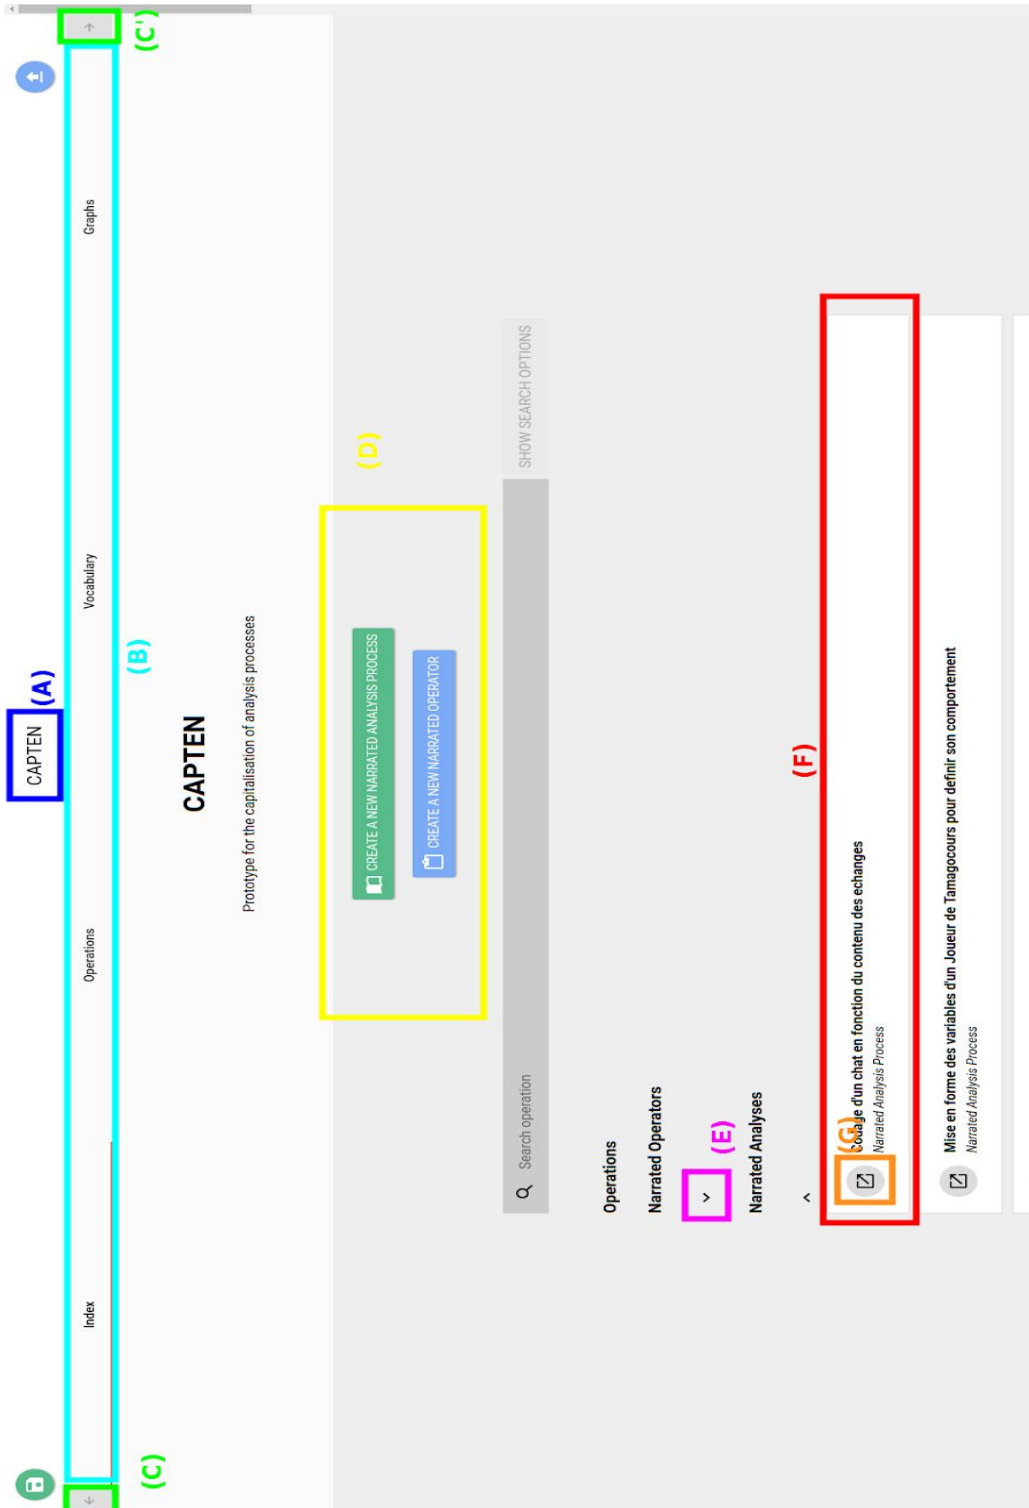 CAPTEN
(A)
Index
Operations
Vocabulary
Graphs
(C)
(B)
(C')
CAPTEN
Prototype for the capitalisation of analysis processes
(D)
CREATE A NEW NARRATED ANALYSIS PROCESS
CREATE A NEW NARRATED OPERATOR
Search operation
SHOW SEARCH OPTIONS
Operations
Narrated Operators
(E)
Narrated Analyses
(F)
(G)
Codage d'un chat en fonction du contenu des echanges
Narrated Analysis Process
Mise en forme des variables d'un Joueur de Tamagocours pour definir son comportement
Narrated Analysis Process